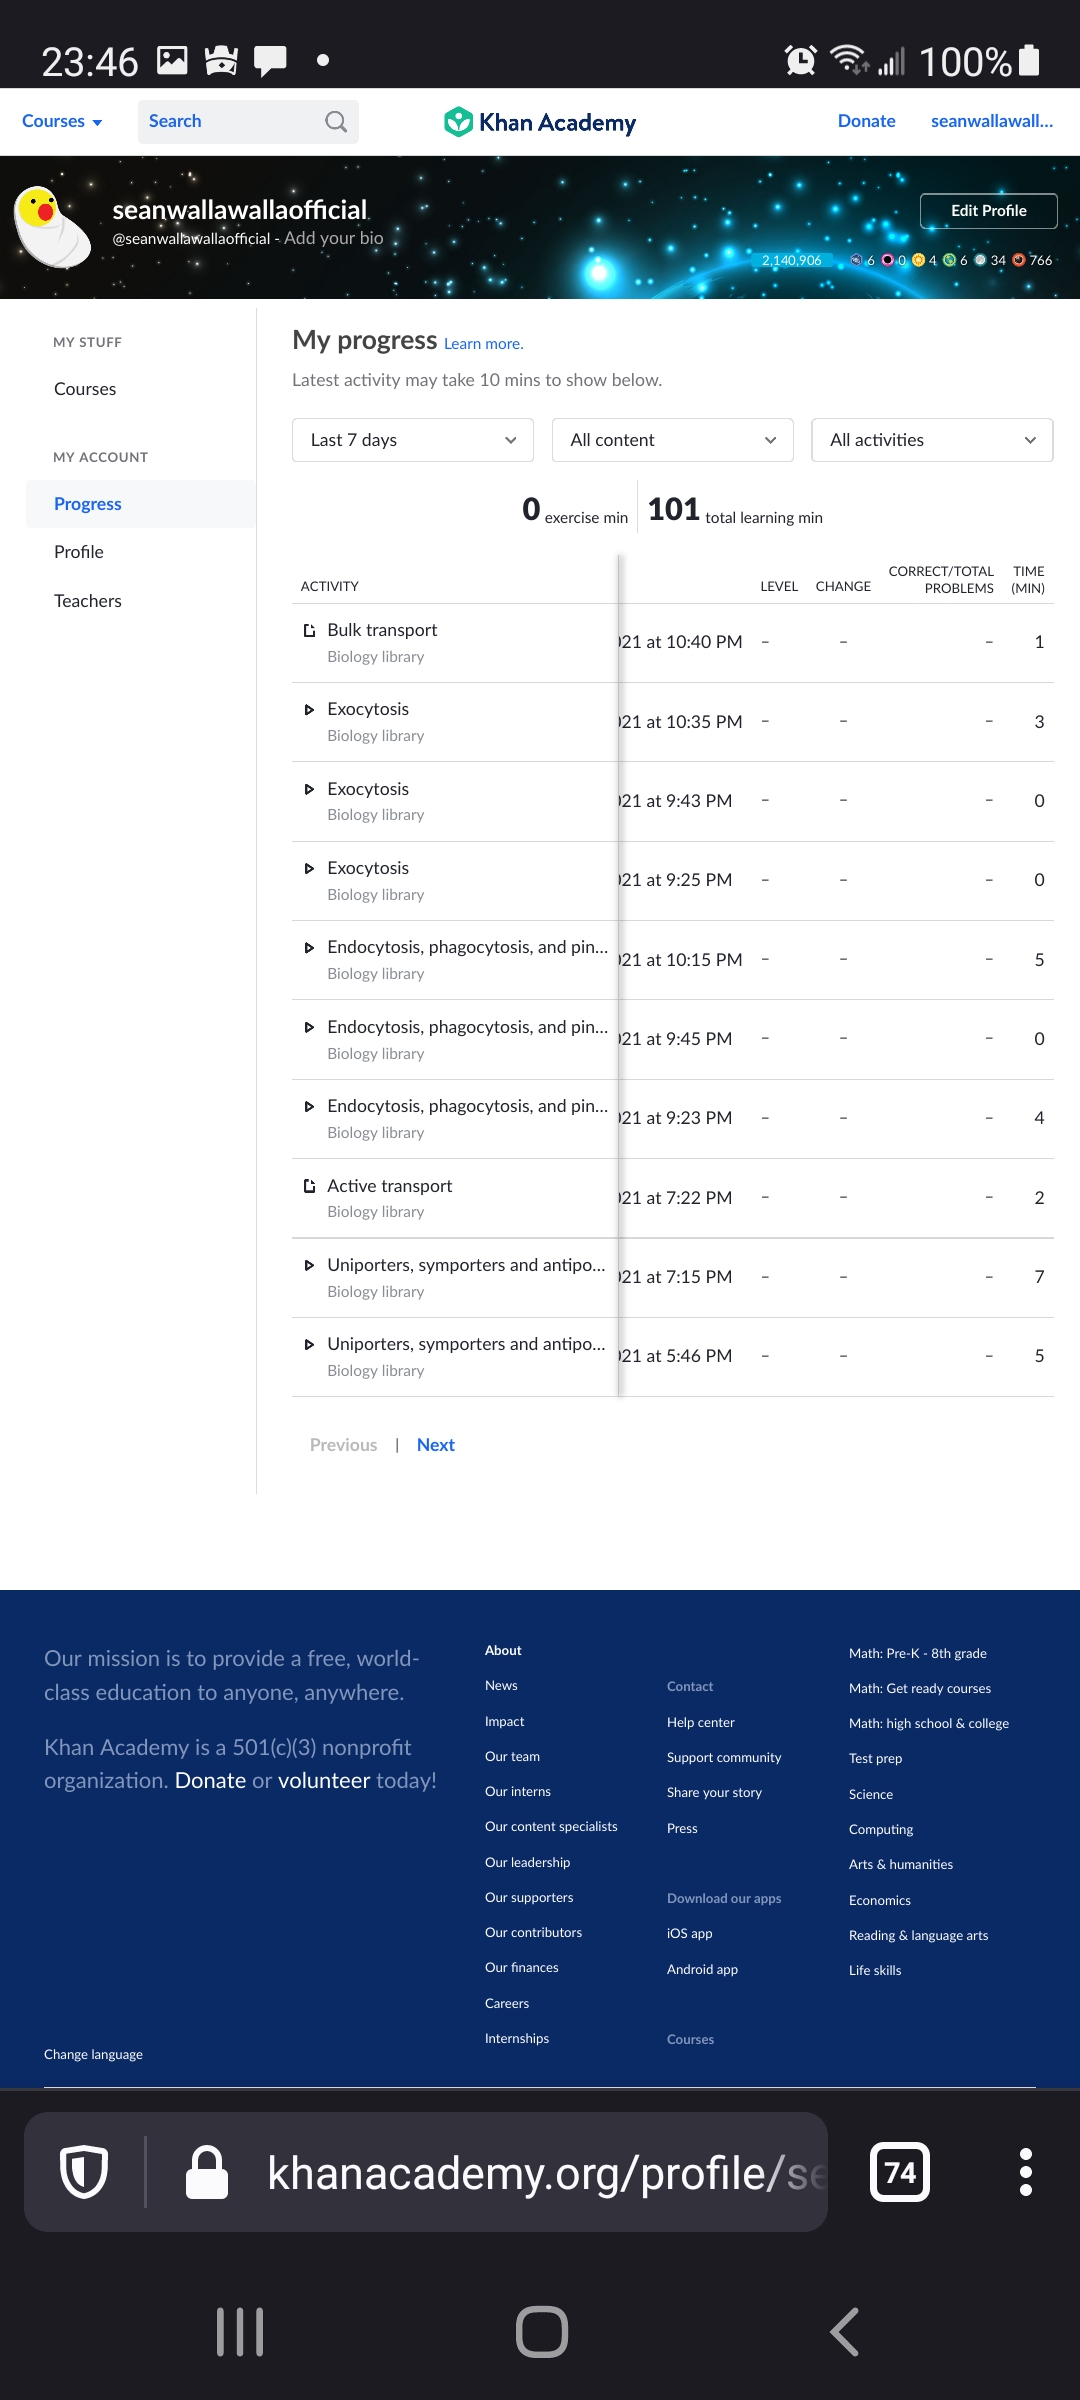 23:46 100%
Courses Search Khan Academy Donate seanwallawall...
seanwallawallaofficial
@seanwallawallaofficial - Add your bio
Edit Profile
2,140,906 6 0 4 6 34 766
MY STUFF
Courses
MY ACCOUNT
Progress
Profile
Teachers
My progress Learn more.
Latest activity may take 10 mins to show below.
Last 7 days All content All activities
0 exercise min 101 total learning min
ACTIVITY LEVEL CHANGE CORRECT/TOTAL PROBLEMS TIME (MIN)
Bulk transport
Biology library
021 at 10:40 PM – – – 1
Exocytosis
Biology library
021 at 10:35 PM – – – 3
Exocytosis
Biology library
021 at 9:43 PM – – – 0
Exocytosis
Biology library
021 at 9:25 PM – – – 0
Endocytosis, phagocytosis, and pin...
Biology library
021 at 10:15 PM – – – 5
Endocytosis, phagocytosis, and pin...
Biology library
021 at 9:45 PM – – – 0
Endocytosis, phagocytosis, and pin...
Biology library
021 at 9:23 PM – – – 4
Active transport
Biology library
021 at 7:22 PM – – – 2
Uniporters, symporters and antipo...
Biology library
021 at 7:15 PM – – – 7
Uniporters, symporters and antipo...
Biology library
021 at 5:46 PM – – – 5
Previous | Next
Our mission is to provide a free, world-
class education to anyone, anywhere.
Khan Academy is a 501(c)(3) nonprofit
organization. Donate or volunteer today!
About
News
Impact
Our team
Our interns
Our content specialists
Our leadership
Our supporters
Our contributors
Our finances
Careers
Internships
Contact
Help center
Support community
Share your story
Press
Download our apps
iOS app
Android app
Courses
Math: Pre-K - 8th grade
Math: Get ready courses
Math: high school & college
Test prep
Science
Computing
Arts & humanities
Economics
Reading & language arts
Life skills
Change language
khanacademy.org/profile/se
74